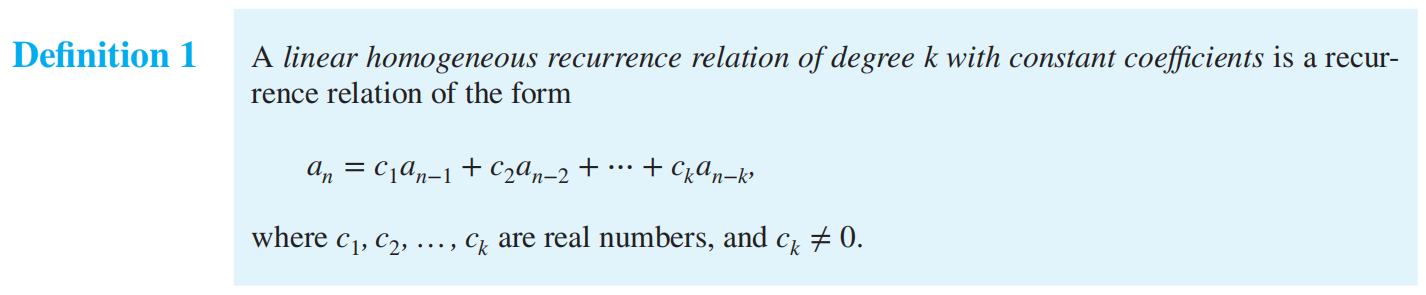 Definition 1
A linear homogeneous recurrence relation of degree k with constant coefficients is a recur-
rence relation of the form
aₙ = c₁aₙ₋₁ + c₂aₙ₋₂ + ⋯ + cₖaₙ₋ₖ,
where c₁, c₂, …, cₖ are real numbers, and cₖ ≠ 0.